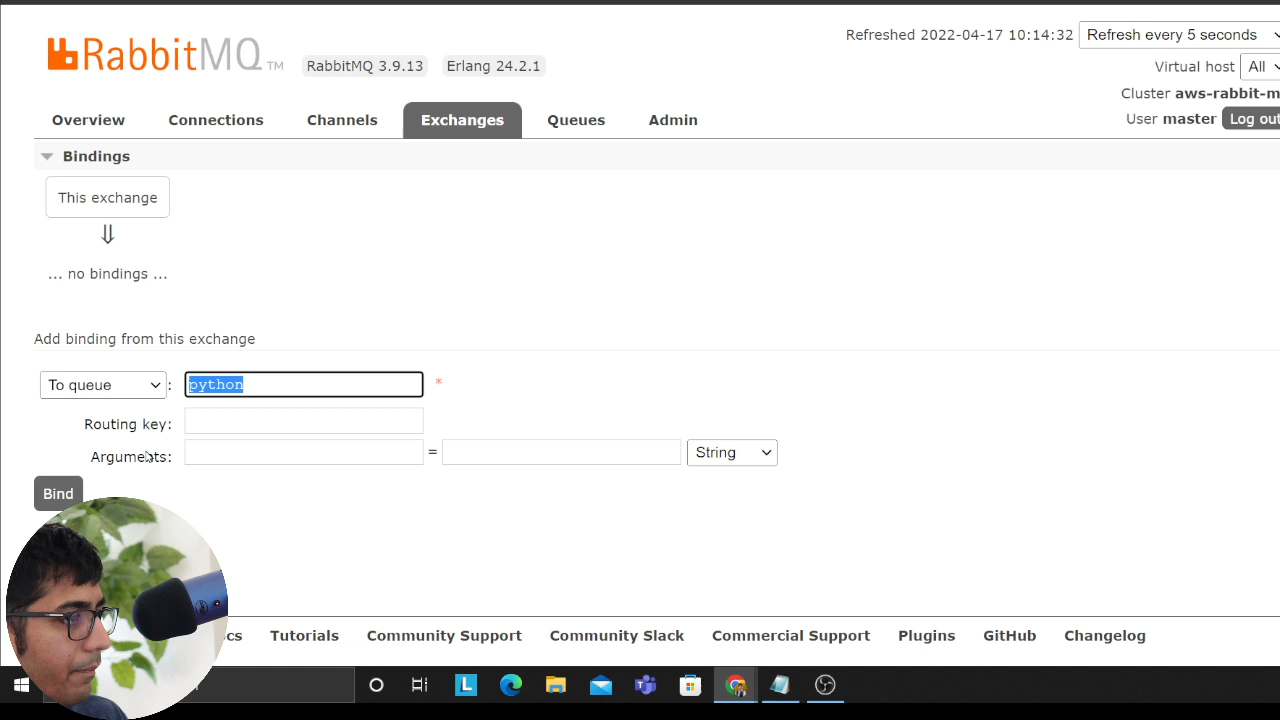 RabbitMQ TM
RabbitMQ 3.9.13
Erlang 24.2.1
Refreshed 2022-04-17 10:14:32
Refresh every 5 seconds
Virtual host All
Cluster aws-rabbit-m
User master Log out
Overview Connections Channels Exchanges Queues Admin
Bindings
This exchange
⇓
... no bindings ...
Add binding from this exchange
To queue : python *
Routing key:
Arguments: = String
Bind
cs Tutorials Community Support Community Slack Commercial Support Plugins GitHub Changelog
L